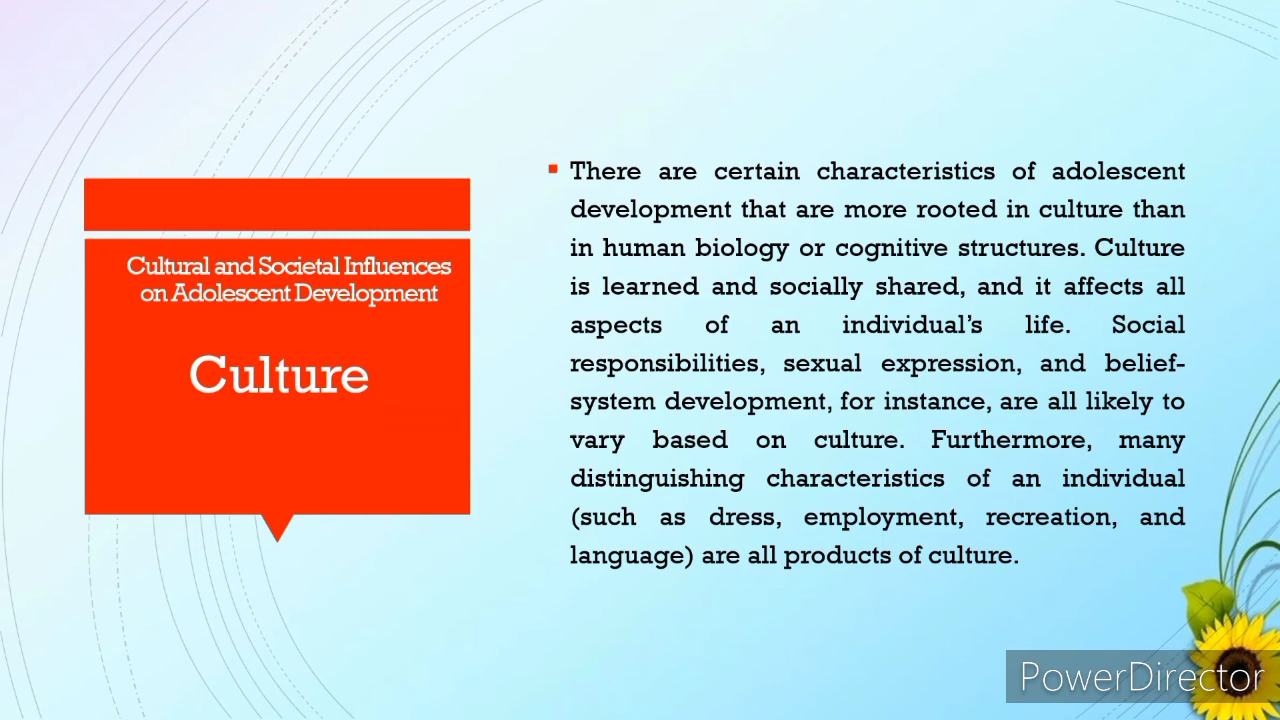 Cultural and Societal Influences
on Adolescent Development
Culture
There are certain characteristics of adolescent
development that are more rooted in culture than
in human biology or cognitive structures. Culture
is learned and socially shared, and it affects all
aspects of an individual’s life. Social
responsibilities, sexual expression, and belief-
system development, for instance, are all likely to
vary based on culture. Furthermore, many
distinguishing characteristics of an individual
(such as dress, employment, recreation, and
language) are all products of culture.
PowerDirector